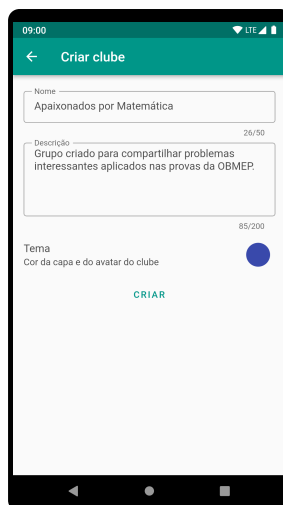 09:00 LTE
Criar clube
Nome
Apaixonados por Matemática
26/50
Descrição
Grupo criado para compartilhar problemas
interessantes aplicados nas provas da OBMEP.
85/200
Tema
Cor da capa e do avatar do clube
CRIAR